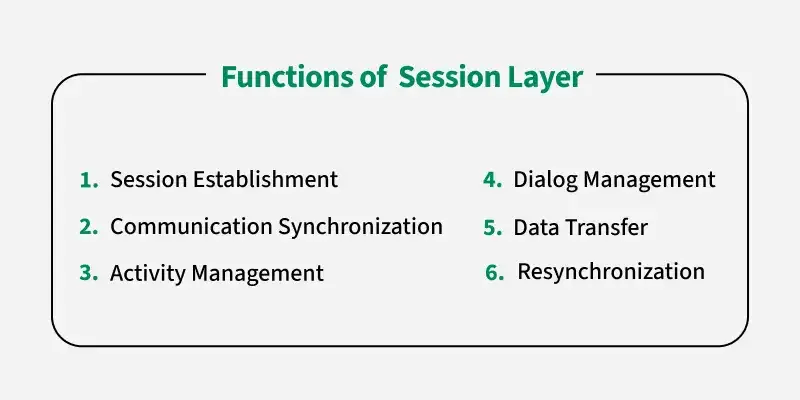 Functions of Session Layer
1. Session Establishment
2. Communication Synchronization
3. Activity Management
4. Dialog Management
5. Data Transfer
6. Resynchronization